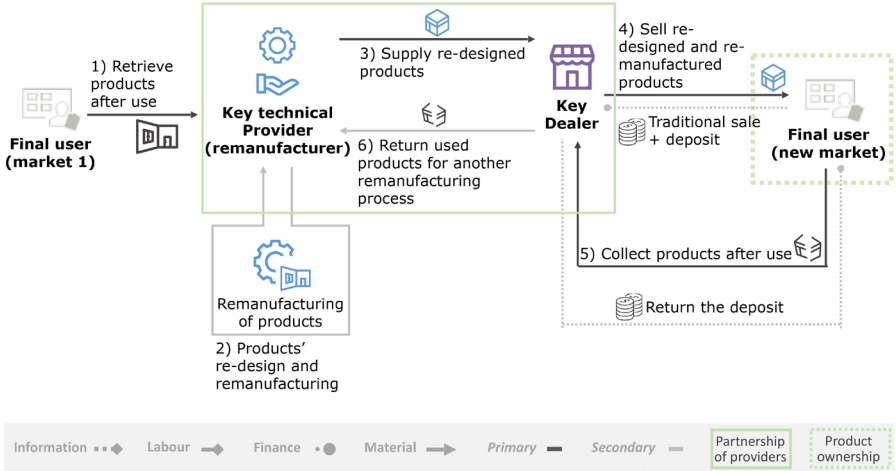 1) Retrieve
products
after use
Final user
(market 1)
Key technical
Provider
(remanufacturer)
3) Supply re-designed
products
6) Return used
products for another
remanufacturing
process
Key
Dealer
4) Sell re-
designed and re-
manufactured
products
Traditional sale
+ deposit
Final user
(new market)
5) Collect products after use
Return the deposit
Remanufacturing
of products
2) Products’
re-design and
remanufacturing
Information
Labour
Finance
Material
Primary
Secondary
Partnership
of providers
Product
ownership